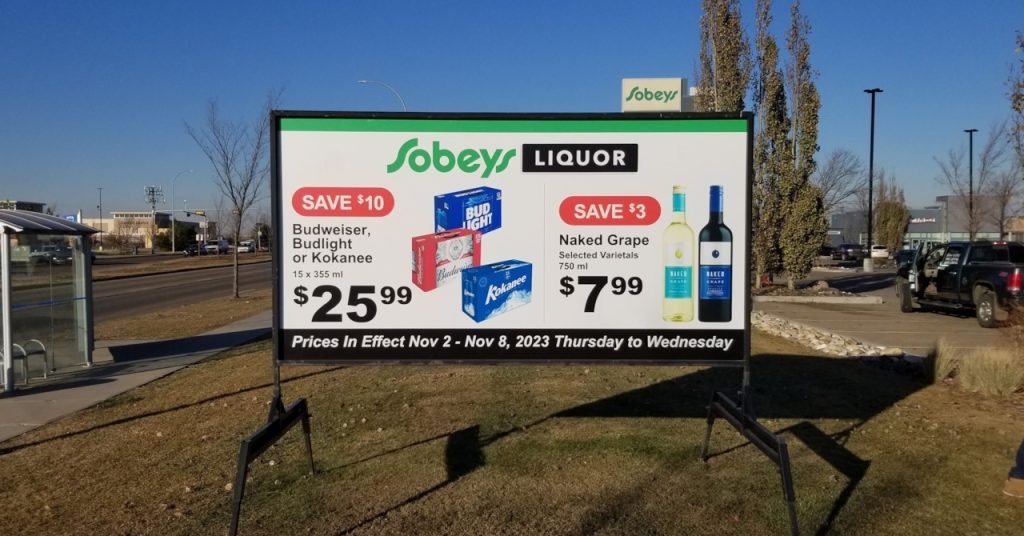 Sobeys
Sobeys LIQUOR
SAVE $10
Budweiser,
Budlight
or Kokanee
15 x 355 ml
$25 99
BUD
LIGHT
Budweiser
Kokanee
SAVE $3
Naked Grape
Selected Varietals
750 ml
$7 99
NAKED
GRAPE
NAKED
GRAPE
Prices In Effect Nov 2 - Nov 8, 2023 Thursday to Wednesday